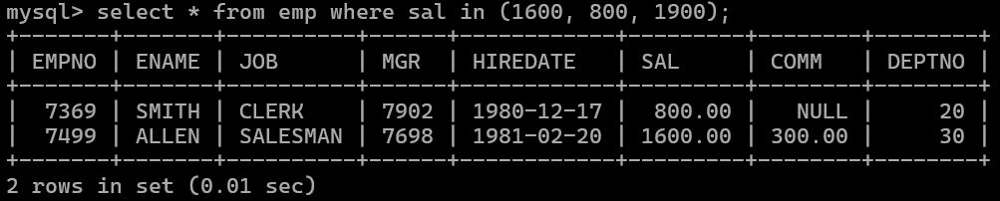 mysql> select * from emp where sal in (1600, 800, 1900);
+-------+-------+----------+------+------------+---------+--------+--------+
| EMPNO | ENAME | JOB      | MGR  | HIREDATE   | SAL     | COMM   | DEPTNO |
+-------+-------+----------+------+------------+---------+--------+--------+
|  7369 | SMITH | CLERK    | 7902 | 1980-12-17 |  800.00 |   NULL |     20 |
|  7499 | ALLEN | SALESMAN | 7698 | 1981-02-20 | 1600.00 | 300.00 |     30 |
+-------+-------+----------+------+------------+---------+--------+--------+
2 rows in set (0.01 sec)